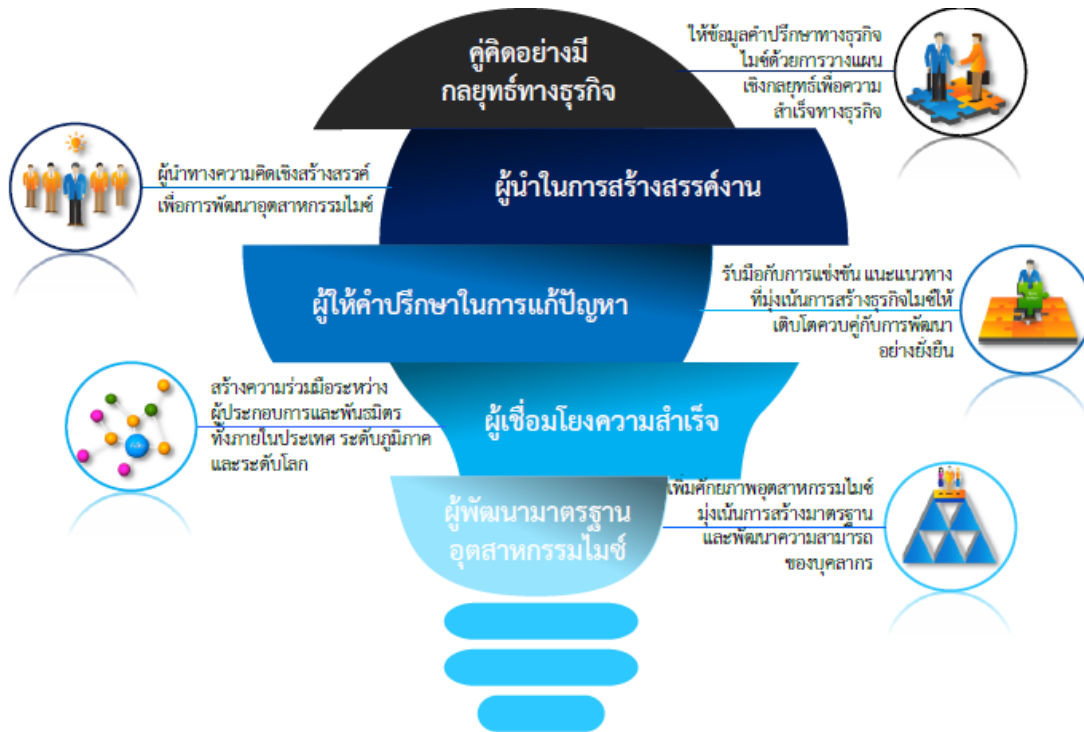 คู่คิดอย่างมี
กลยุทธ์ทางธุรกิจ
ให้ข้อมูลคำปรึกษาทางธุรกิจ
ไมซ์ด้วยการวางแผน
เชิงกลยุทธ์เพื่อความ
สำเร็จทางธุรกิจ
ผู้นำในการสร้างสรรค์งาน
ผู้นำทางความคิดเชิงสร้างสรรค์
เพื่อการพัฒนาอุตสาหกรรมไมซ์
ผู้ให้คำปรึกษาในการแก้ปัญหา
รับมือกับการแข่งขัน แนะแนวทาง
ที่มุ่งเน้นการสร้างธุรกิจไมซ์ให้
เติบโตควบคู่กับการพัฒนา
อย่างยั่งยืน
ผู้เชื่อมโยงความสำเร็จ
สร้างความร่วมมือระหว่าง
ผู้ประกอบการและพันธมิตร
ทั้งภายในประเทศ ระดับภูมิภาค
และระดับโลก
ผู้พัฒนามาตรฐาน
อุตสาหกรรมไมซ์
เพิ่มศักยภาพอุตสาหกรรมไมซ์
มุ่งเน้นการสร้างมาตรฐาน
และพัฒนาความสามารถ
ของบุคลากร